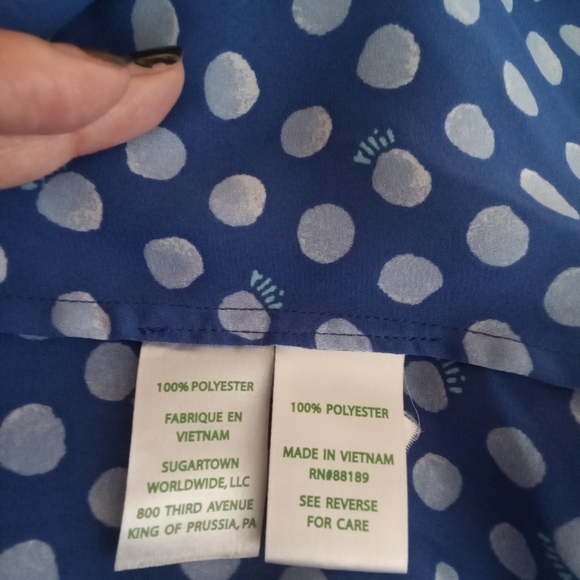 100% POLYESTER
FABRIQUE EN
VIETNAM
SUGARTOWN
WORLDWIDE, LLC
800 THIRD AVENUE
KING OF PRUSSIA, PA
100% POLYESTER
MADE IN VIETNAM
RN#88189
SEE REVERSE
FOR CARE